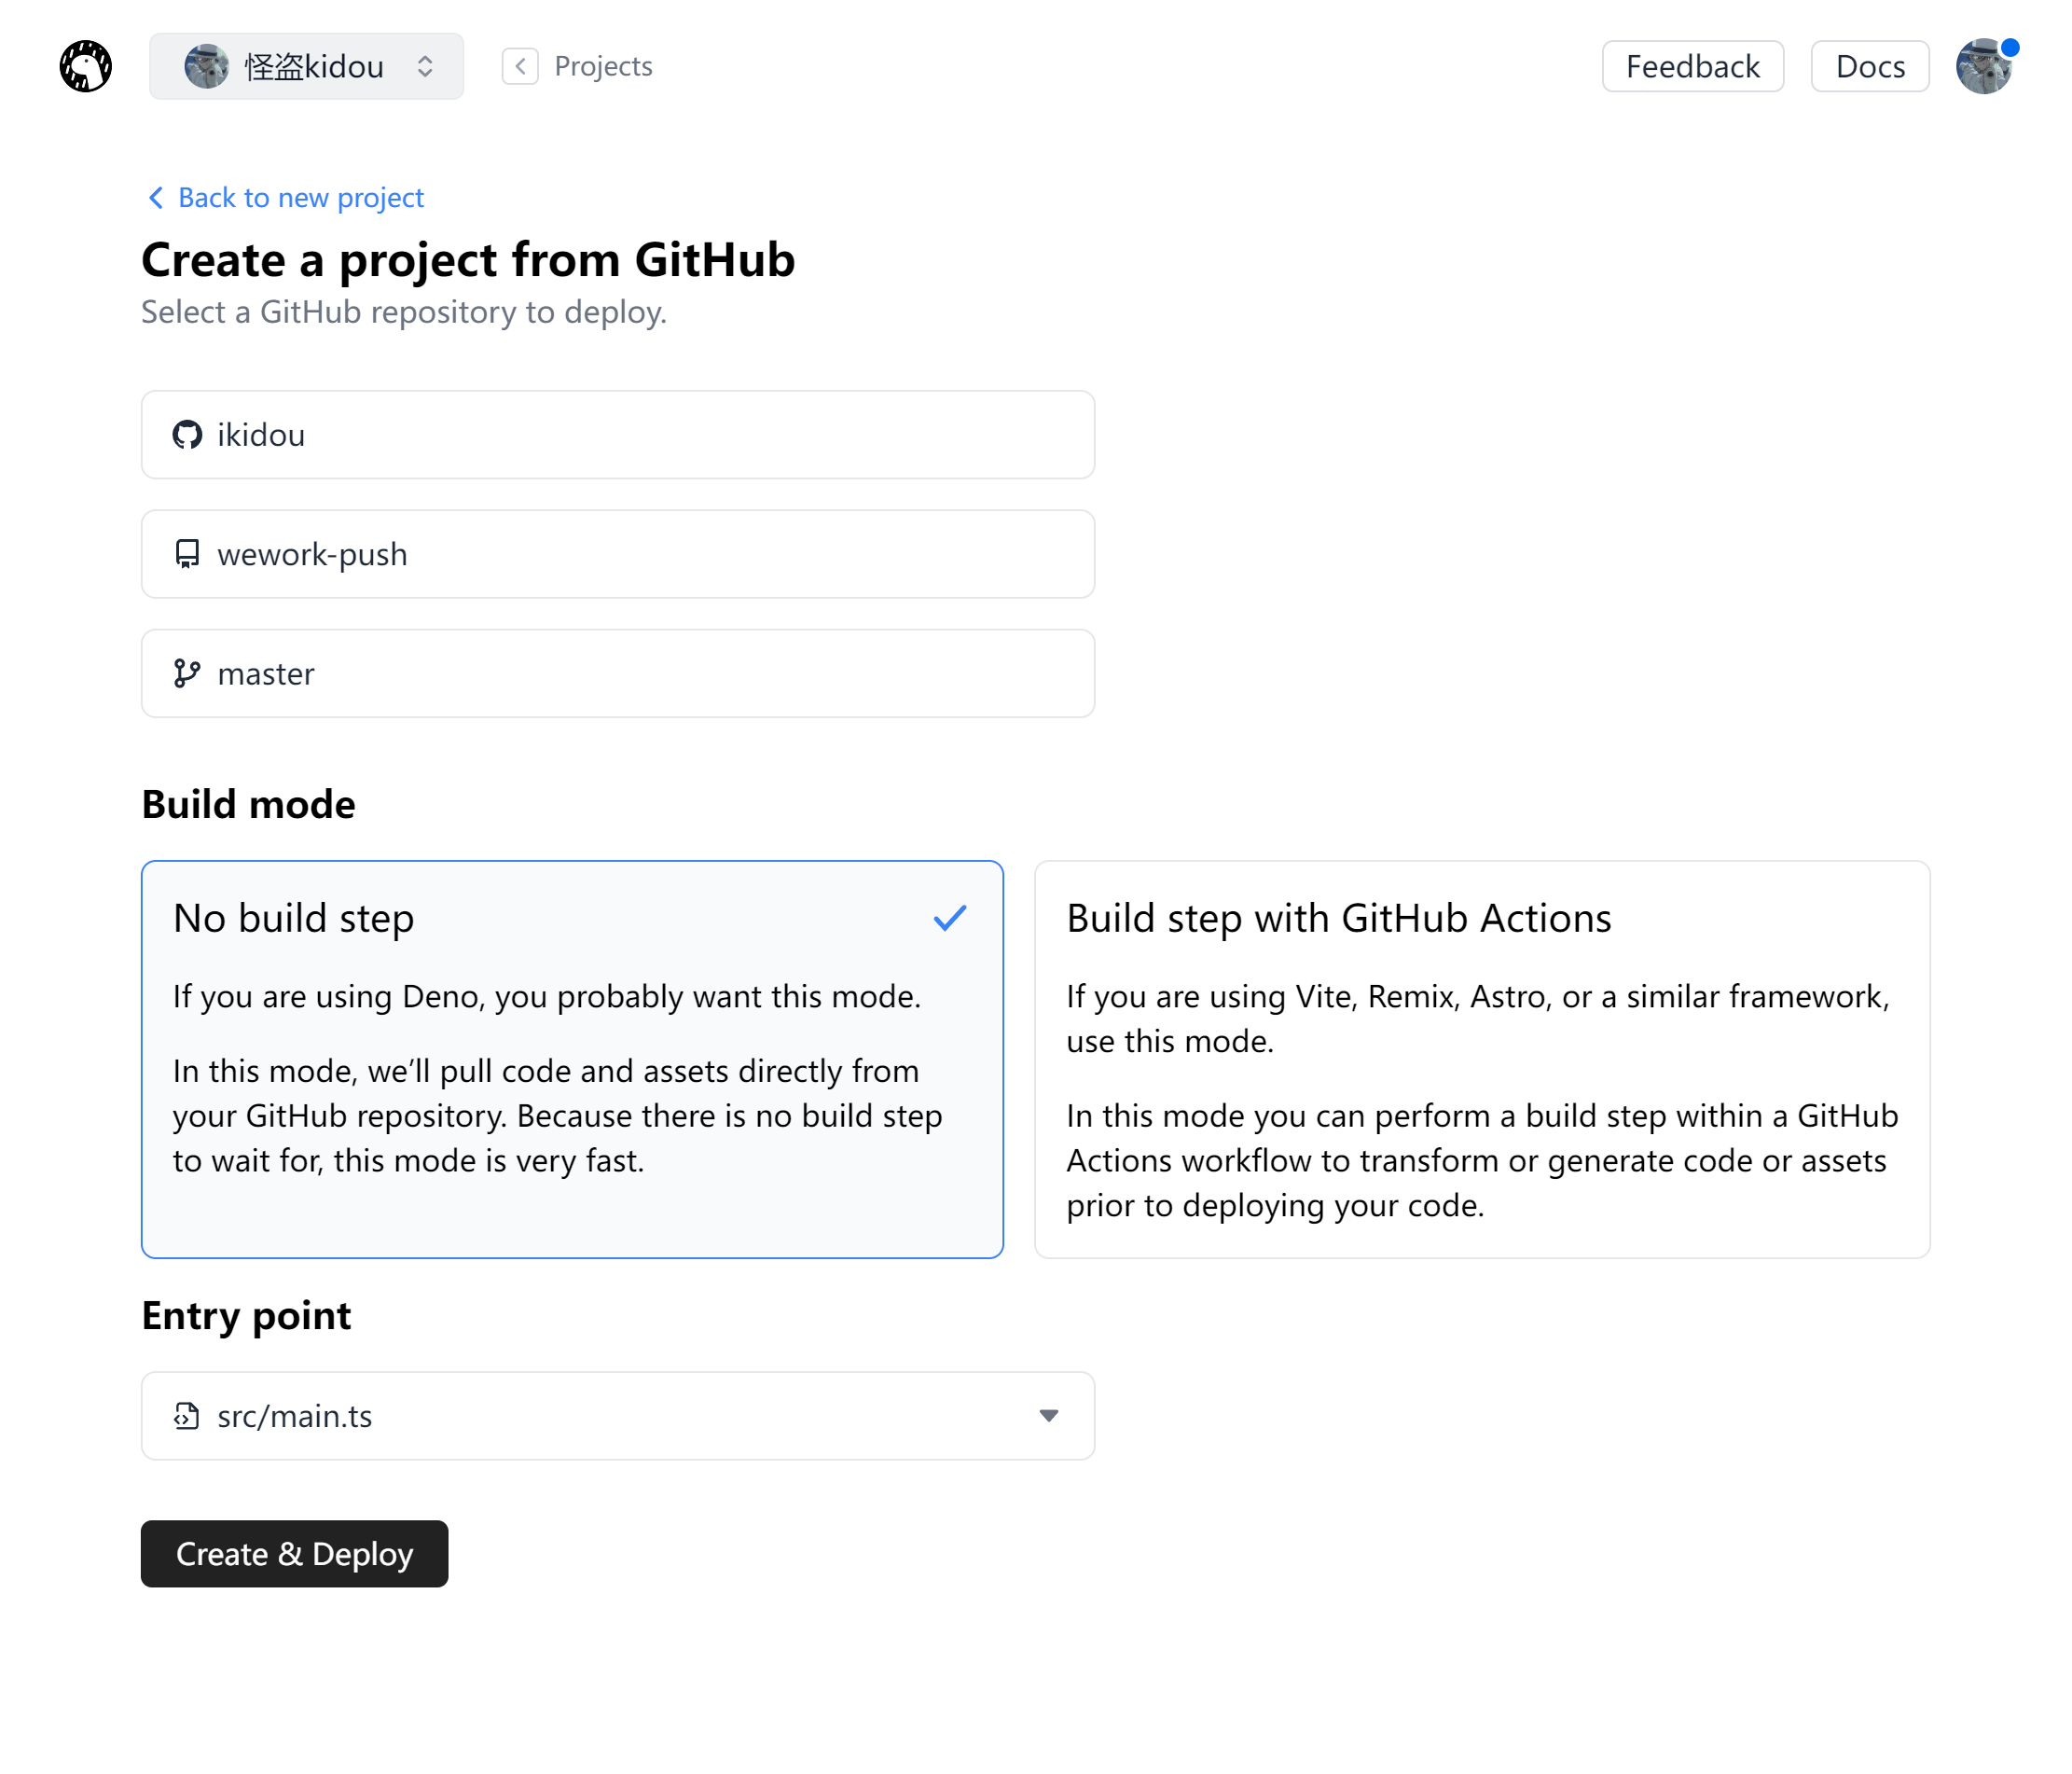 怪盗kidou
Projects
Feedback
Docs
Back to new project
Create a project from GitHub
Select a GitHub repository to deploy.
ikidou
wework-push
master
Build mode
No build step
If you are using Deno, you probably want this mode.
In this mode, we’ll pull code and assets directly from
your GitHub repository. Because there is no build step
to wait for, this mode is very fast.
Build step with GitHub Actions
If you are using Vite, Remix, Astro, or a similar framework,
use this mode.
In this mode you can perform a build step within a GitHub
Actions workflow to transform or generate code or assets
prior to deploying your code.
Entry point
src/main.ts
Create & Deploy